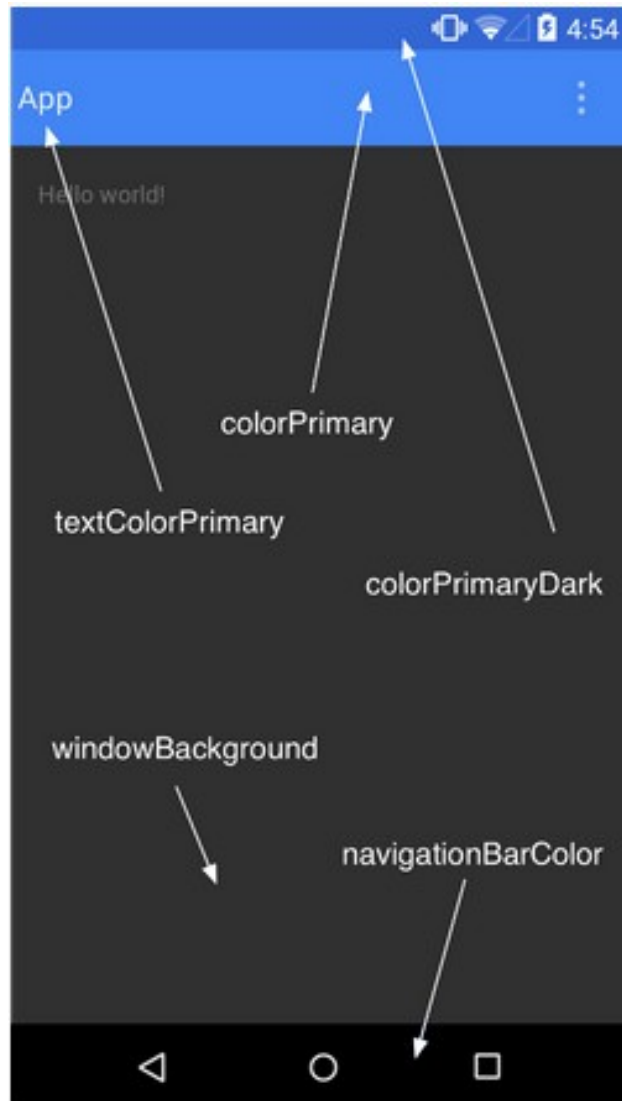 4:54
App
Hello world!
colorPrimary
textColorPrimary
colorPrimaryDark
windowBackground
navigationBarColor